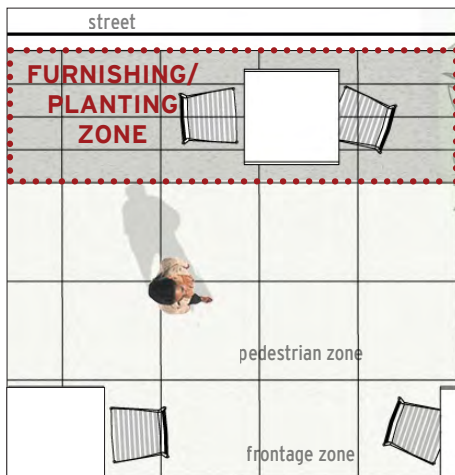 street
FURNISHING/
PLANTING
ZONE
pedestrian zone
frontage zone